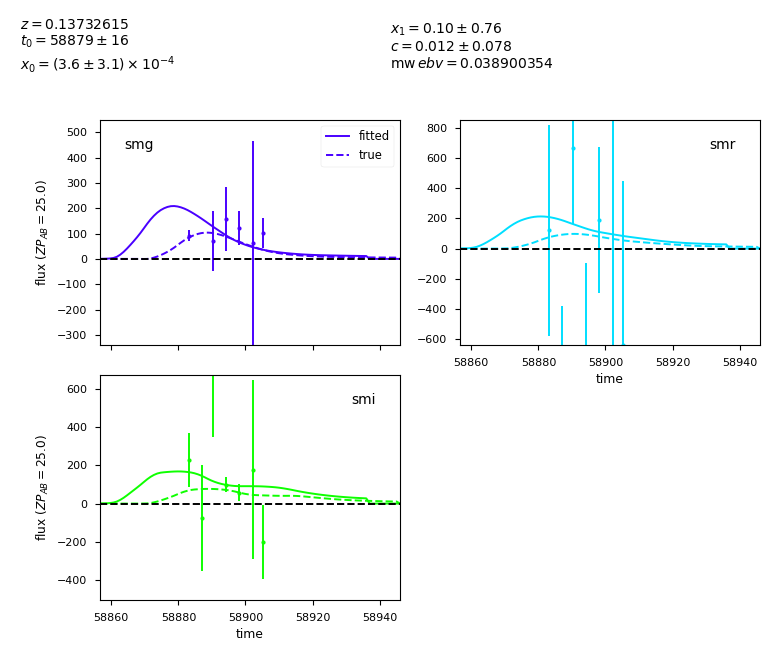 z = 0.13732615
t₀ = 58879 ± 16
x₀ = (3.6 ± 3.1) × 10⁻⁴
x₁ = 0.10 ± 0.76
c = 0.012 ± 0.078
mwebv = 0.038900354
flux (ZP_AB = 25.0)
500
400
300
200
100
0
−100
−200
−300
smg
fitted
true
800
600
400
200
0
−200
−400
−600
smr
58860 58880 58900 58920 58940
time
flux (ZP_AB = 25.0)
600
400
200
0
−200
−400
smi
58860 58880 58900 58920 58940
time